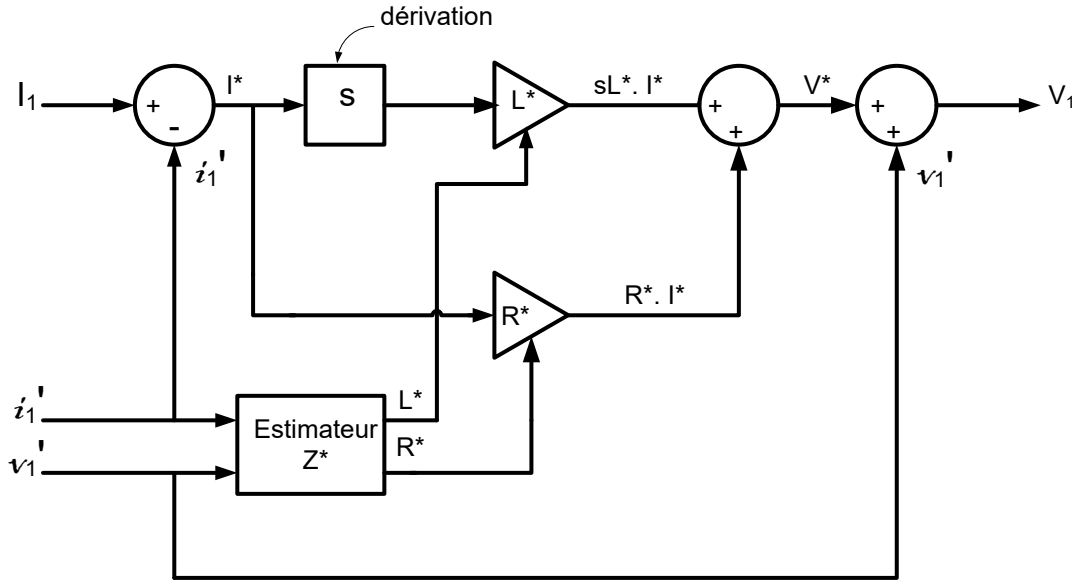 dérivation
I₁
+
-
I*
s
L*
sL*. I*
+
+
V*
+
+
V₁
i₁'
v₁'
R*
R*. I*
i₁'
v₁'
Estimateur
Z*
L*
R*